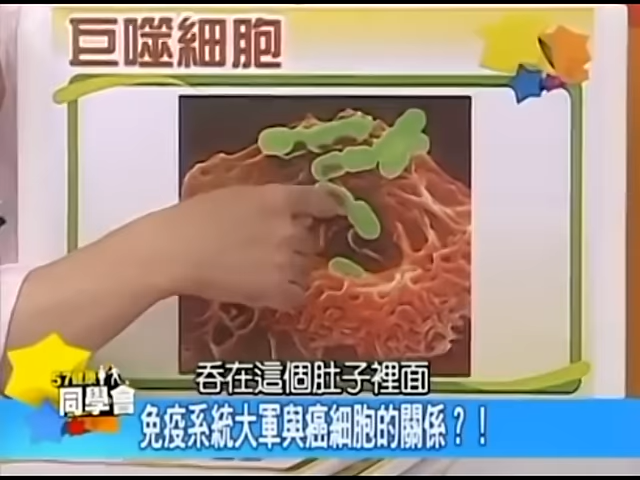 巨噬細胞
吞在這個肚子裡面
57健康
同學會
免疫系統大軍與癌細胞的關係？！